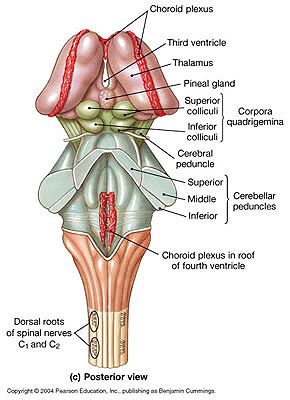 Choroid plexus
Third ventricle
Thalamus
Pineal gland
Superior
colliculi
Corpora
quadrigemina
Inferior
colliculi
Cerebral
peduncle
Superior
Middle
Cerebellar
peduncles
Inferior
Choroid plexus in roof
of fourth ventricle
Dorsal roots
of spinal nerves
C1 and C2
(c) Posterior view
Copyright © 2004 Pearson Education, Inc., publishing as Benjamin Cummings.